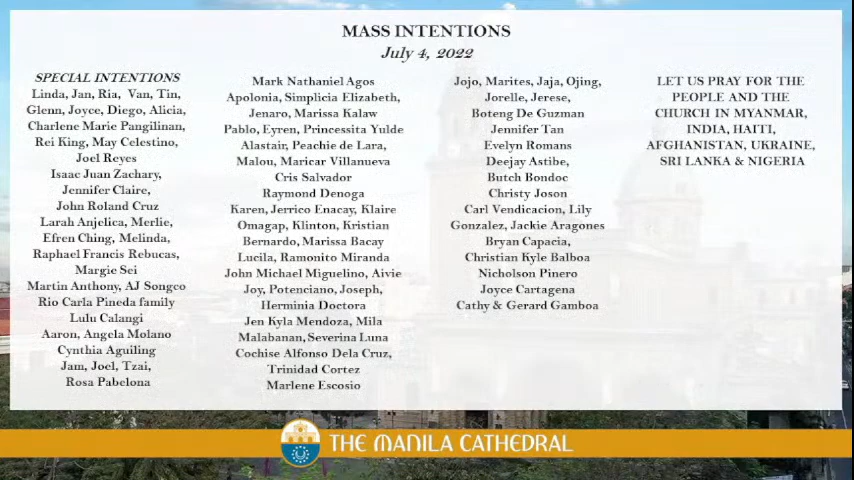 MASS INTENTIONS
July 4, 2022
SPECIAL INTENTIONS
Linda, Jan, Ria, Van, Tin,
Glenn, Joyce, Diego, Alicia,
Charlene Marie Pangilinan,
Rei King, May Celestino,
Joel Reyes
Isaac Juan Zachary,
Jennifer Claire,
John Roland Cruz
Larah Anjelica, Merlie,
Efren Ching, Melinda,
Raphael Francis Rebucas,
Margie Sei
Martin Anthony, AJ Songco
Rio Carla Pineda family
Lulu Calangi
Aaron, Angela Molano
Cynthia Aguiling
Jam, Joel, Tzai,
Rosa Pabelona
Mark Nathaniel Agos
Apolonia, Simplicia Elizabeth,
Jenaro, Marissa Kalaw
Pablo, Eyren, Princessita Yulde
Alastair, Peachie de Lara,
Malou, Maricar Villanueva
Cris Salvador
Raymond Denoga
Karen, Jerrico Enacay, Klaire
Omagap, Klinton, Kristian
Bernardo, Marissa Bacay
Lucila, Ramonito Miranda
John Michael Miguelino, Aivie
Joy, Potenciano, Joseph,
Herminia Doctora
Jen Kyla Mendoza, Mila
Malabanan, Severina Luna
Cochise Alfonso Dela Cruz,
Trinidad Cortez
Marlene Escosio
Jojo, Marites, Jaja, Ojing,
Jorelle, Jerese,
Boteng De Guzman
Jennifer Tan
Evelyn Romans
Deejay Astibe,
Butch Bondoc
Christy Joson
Carl Vendicacion, Lily
Gonzalez, Jackie Aragones
Bryan Capacia,
Christian Kyle Balboa
Nicholson Pinero
Joyce Cartagena
Cathy & Gerard Gamboa
LET US PRAY FOR THE
PEOPLE AND THE
CHURCH IN MYANMAR,
INDIA, HAITI,
AFGHANISTAN, UKRAINE,
SRI LANKA & NIGERIA
THE MANILA CATHEDRAL